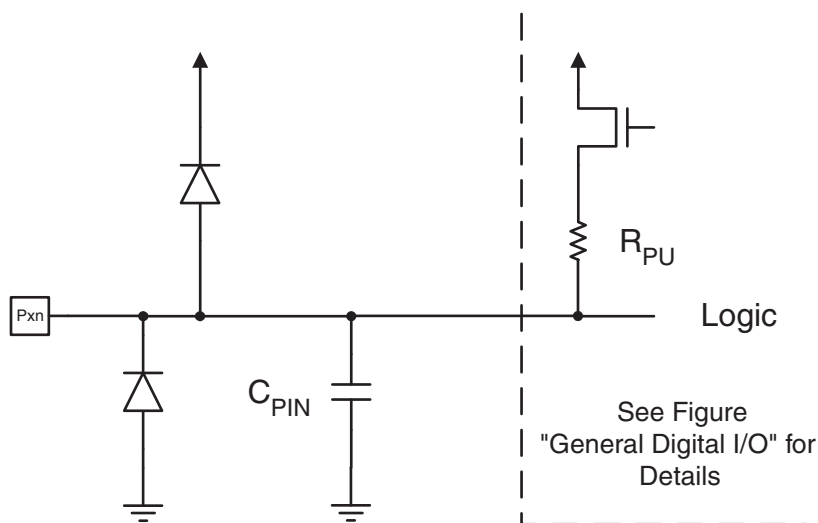 R_PU
Pxn
Logic
C_PIN
See Figure
"General Digital I/O" for
Details